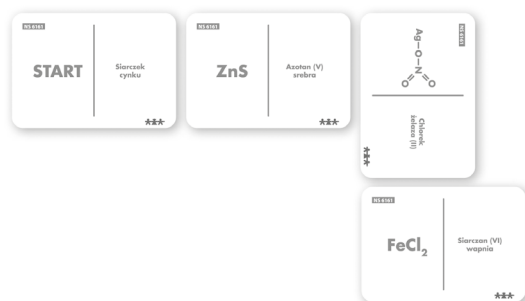 NS 6161
START
Siarczek
cynku
***
NS 6161
ZnS
Azotan (V)
srebra
***
NS 6161
Ag
O
N
O O
Chlorek
żelaza (II)
***
NS 6161
FeCl₂
Siarczan (VI)
wapnia
***